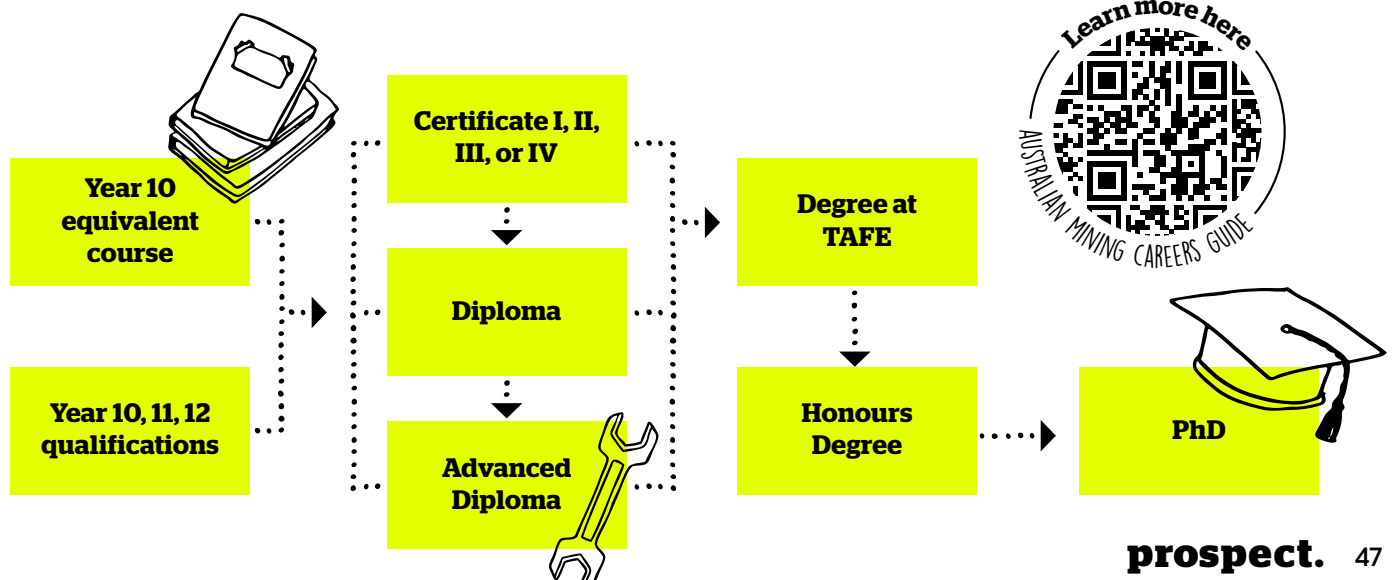 Learn more here
AUSTRALIAN MINING CAREERS GUIDE
Year 10
equivalent
course
Year 10, 11, 12
qualifications
Certificate I, II,
III, or IV
Diploma
Advanced
Diploma
Degree at
TAFE
Honours
Degree
PhD
prospect. 47